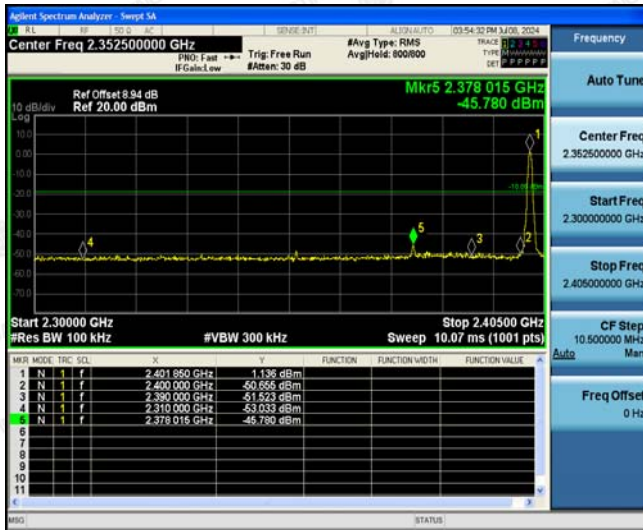 Agilent Spectrum Analyzer - Swept SA
RL RF 50 Ω AC SENSE:INT ALIGNAUTO 03:54:32 PM Jul 08, 2024
Center Freq 2.352500000 GHz
PNO: Fast
IFGain:Low
Trig: Free Run
#Atten: 30 dB
#Avg Type: RMS
Avg|Hold: 800/800
TRACE 1 2 3 4 5 6
TYPE
DET P P P P P P
Ref Offset 8.94 dB
10 dB/div Ref 20.00 dBm
Log
Mkr5 2.378 015 GHz
-45.780 dBm
10.0
0.00
-10.0
-20.0
-30.0
-40.0
-50.0
-60.0
-70.0
1
2
3
4
5
Start 2.30000 GHz Stop 2.40500 GHz
#Res BW 100 kHz #VBW 300 kHz Sweep 10.07 ms (1001 pts)
MKR MODE TRC SCL X Y FUNCTION FUNCTION WIDTH FUNCTION VALUE
1 N 1 f 2.401 850 GHz 1.136 dBm
2 N 1 f 2.400 000 GHz -50.655 dBm
3 N 1 f 2.390 000 GHz -51.523 dBm
4 N 1 f 2.310 000 GHz -53.033 dBm
5 N 1 f 2.378 015 GHz -45.780 dBm
6
7
8
9
10
11
MSG STATUS
Frequency
Auto Tune
Center Freq
2.352500000 GHz
Start Freq
2.300000000 GHz
Stop Freq
2.405000000 GHz
CF Step
10.500000 MHz
Auto Man
Freq Offset
0 Hz